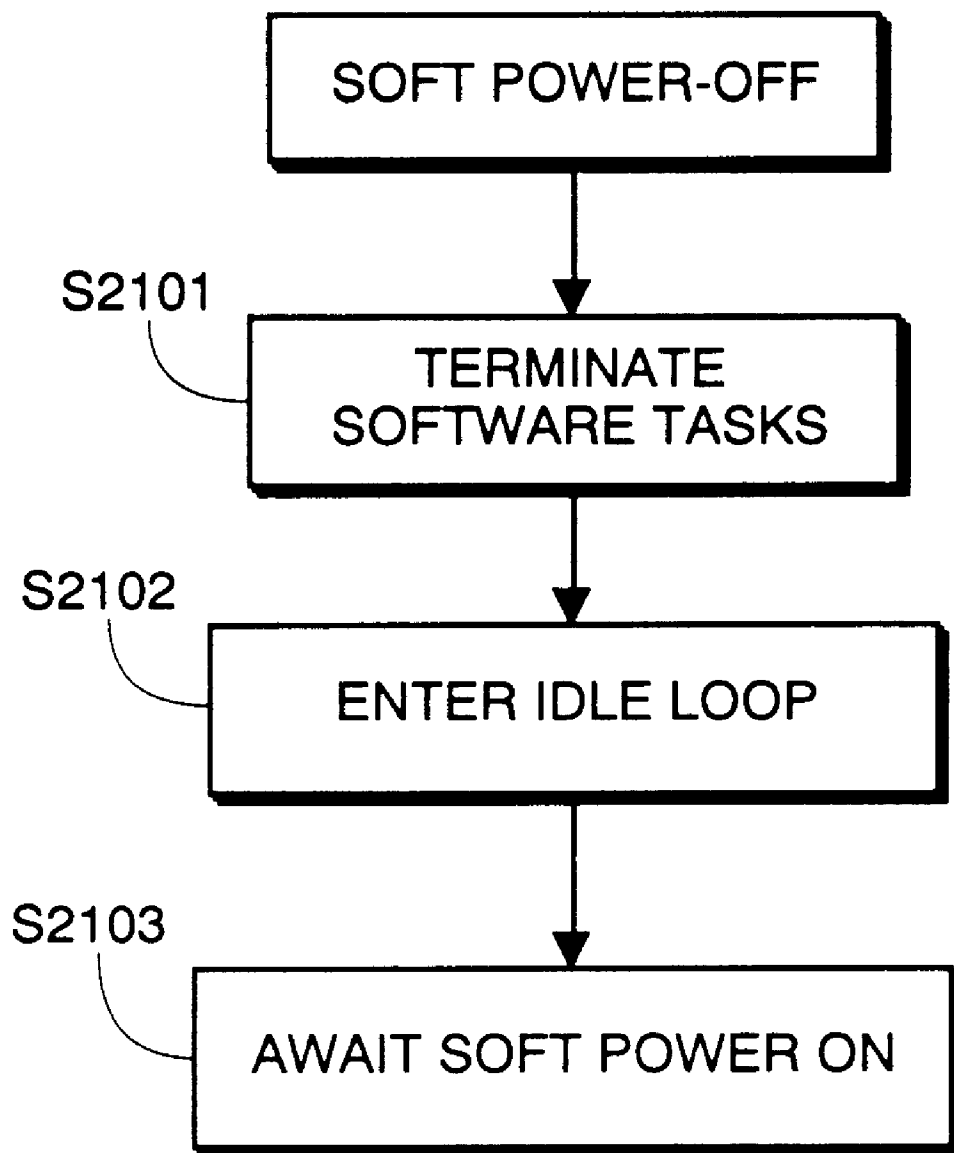 SOFT POWER-OFF
S2101
TERMINATE
SOFTWARE TASKS
S2102
ENTER IDLE LOOP
S2103
AWAIT SOFT POWER ON